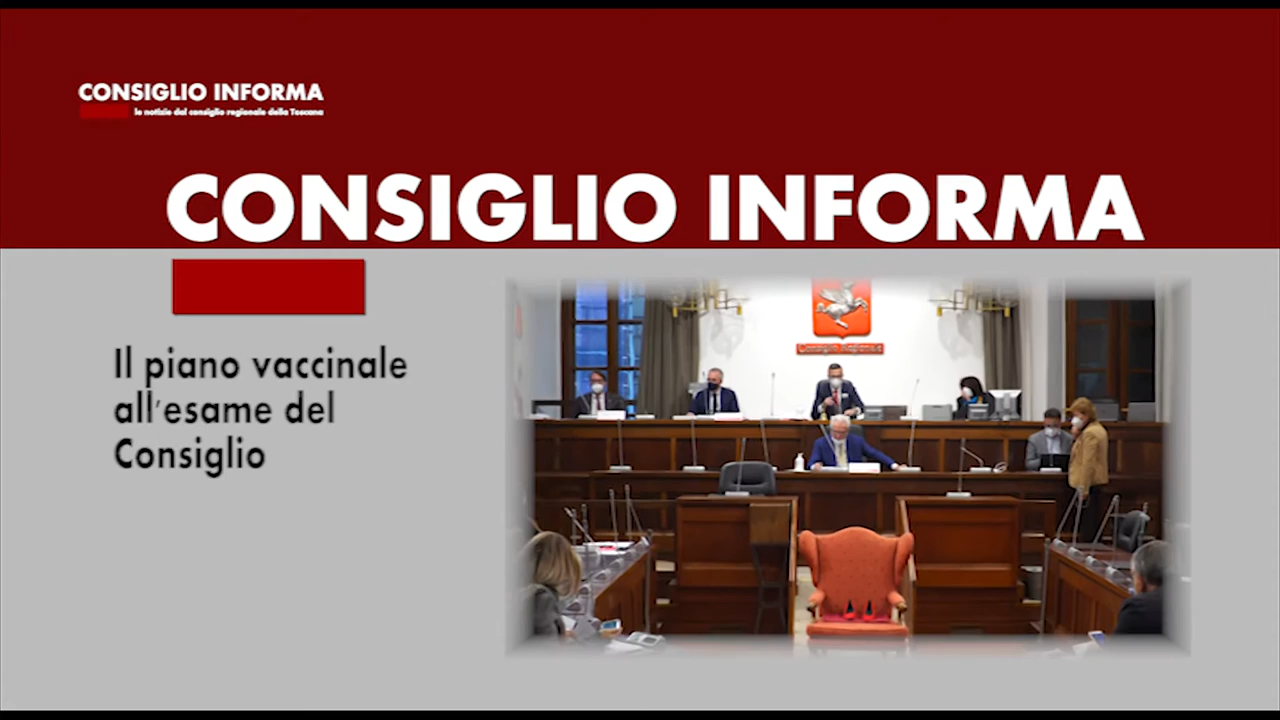 CONSIGLIO INFORMA
le notizie dal consiglio regionale della Toscana
CONSIGLIO INFORMA
Il piano vaccinale
all'esame del
Consiglio
Consiglio Regionale